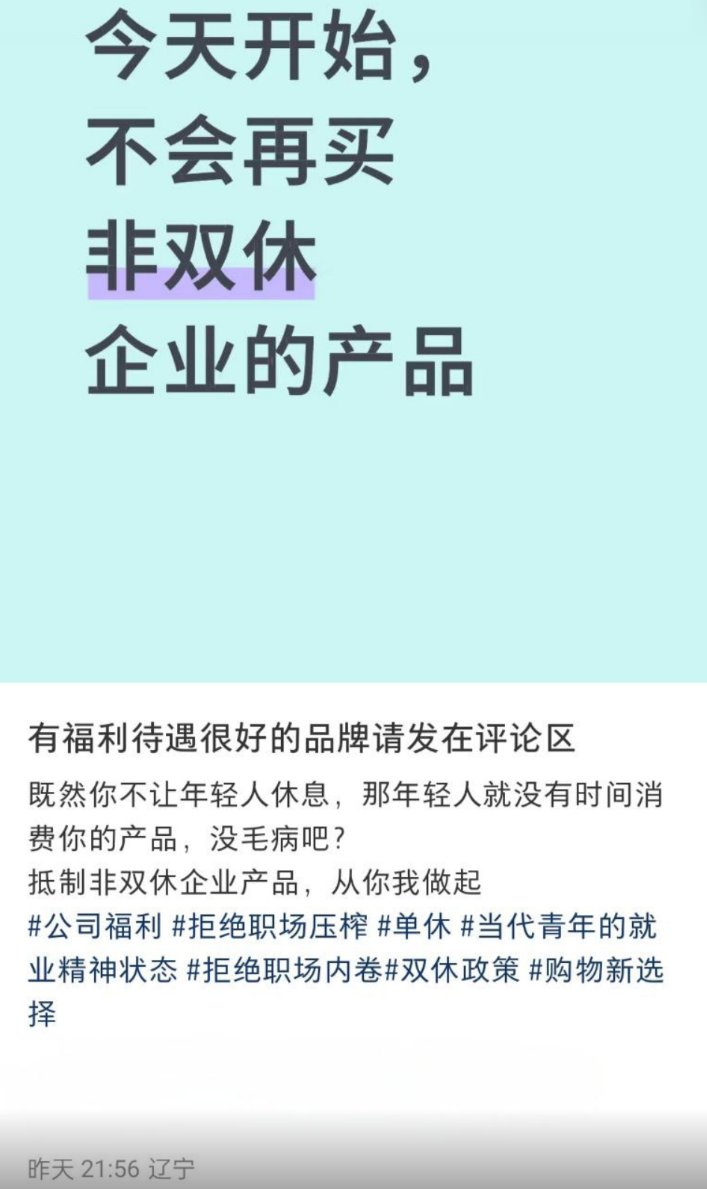 今天开始，
不会再买
非双休
企业的产品
有福利待遇很好的品牌请发在评论区
既然你不让年轻人休息，那年轻人就没有时间消
费你的产品，没毛病吧？
抵制非双休企业产品，从你我做起
#公司福利 #拒绝职场压榨 #单休 #当代青年的就
业精神状态 #拒绝职场内卷#双休政策 #购物新选
择
昨天 21:56 辽宁